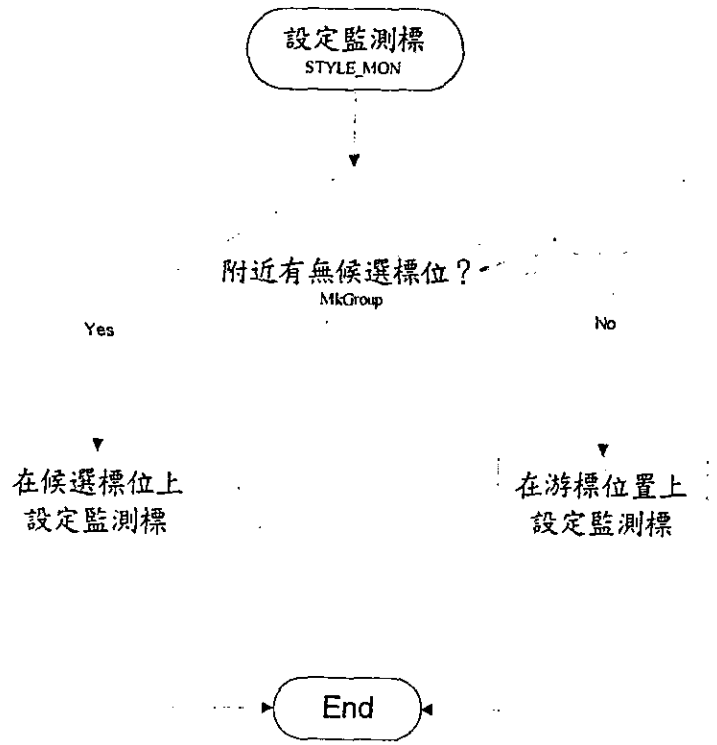 設定監測標
STYLE_MON
附近有無候選標位？
MkGroup
Yes
No
在候選標位上
設定監測標
在游標位置上
設定監測標
End